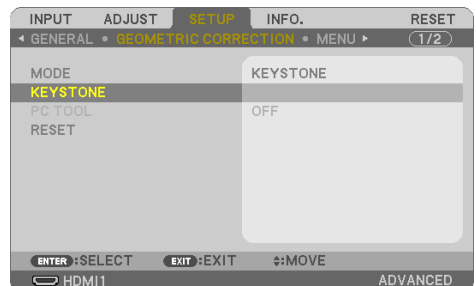 INPUT ADJUST SETUP INFO. RESET
◀ GENERAL • GEOMETRIC CORRECTION • MENU ▶ (1/2)
MODE KEYSTONE
KEYSTONE
PC TOOL OFF
RESET
ENTER :SELECT EXIT :EXIT ⬍:MOVE
HDMI1 ADVANCED